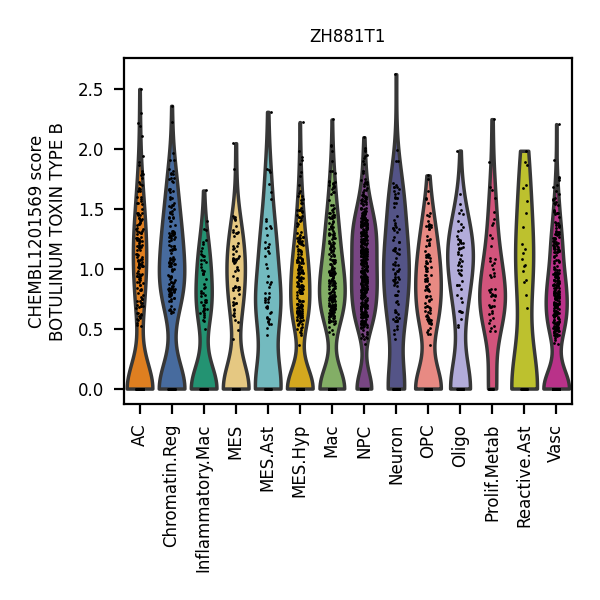 ZH881T1
CHEMBL1201569 score
BOTULINUM TOXIN TYPE B
2.5
2.0
1.5
1.0
0.5
0.0
AC
Chromatin.Reg
Inflammatory.Mac
MES
MES.Ast
MES.Hyp
Mac
NPC
Neuron
OPC
Oligo
Prolif.Metab
Reactive.Ast
Vasc